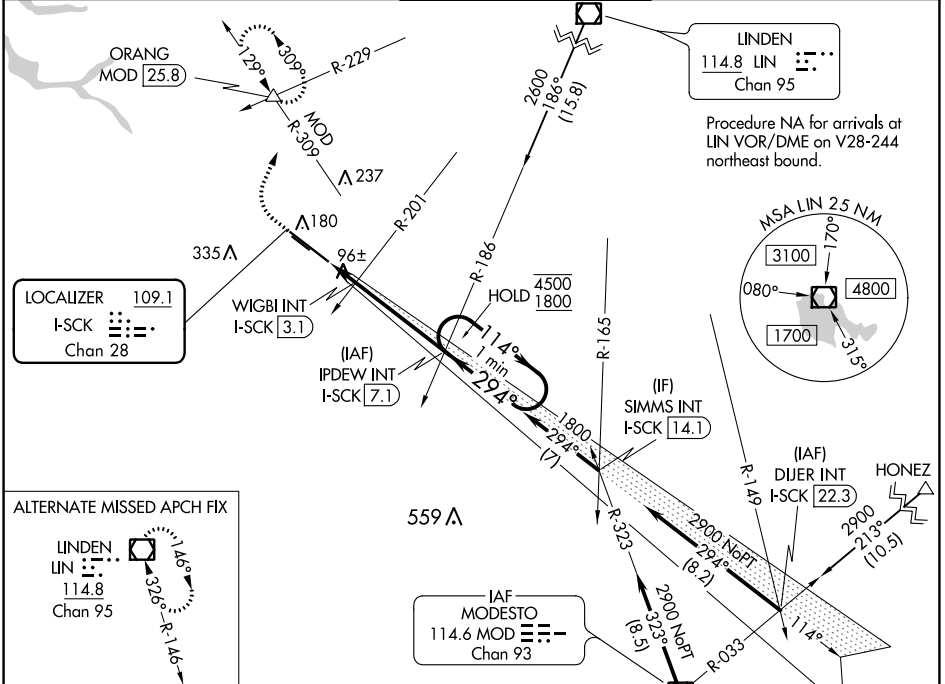 ORANG
MOD 25.8
129°
309°
R-229
MOD
R-309
237
LINDEN
114.8 LIN
Chan 95
2600
186°
(15.8)
Procedure NA for arrivals at
LIN VOR/DME on V28-244
northeast bound.
180
335
96±
R-201
R-186
HOLD 4500
1800
MSA LIN 25 NM
3100
170°
080°
4800
1700
315°
LOCALIZER 109.1
I-SCK
Chan 28
WIGBI INT
I-SCK 3.1
(IAF)
IPDEW INT
I-SCK 7.1
114°
1 min
294°
R-165
(IF)
SIMMS INT
I-SCK 14.1
1800
294°
(7)
R-149
(IAF)
DIJER INT
I-SCK 22.3
HONEZ
2900
213°
(10.5)
ALTERNATE MISSED APCH FIX
LINDEN
LIN
114.8
Chan 95
146°
326°
R-146
559
R-323
2900 NoPT
294°
(8.2)
IAF
MODESTO
114.6 MOD
Chan 93
2900 NoPT
323°
(8.5)
R-033
114°